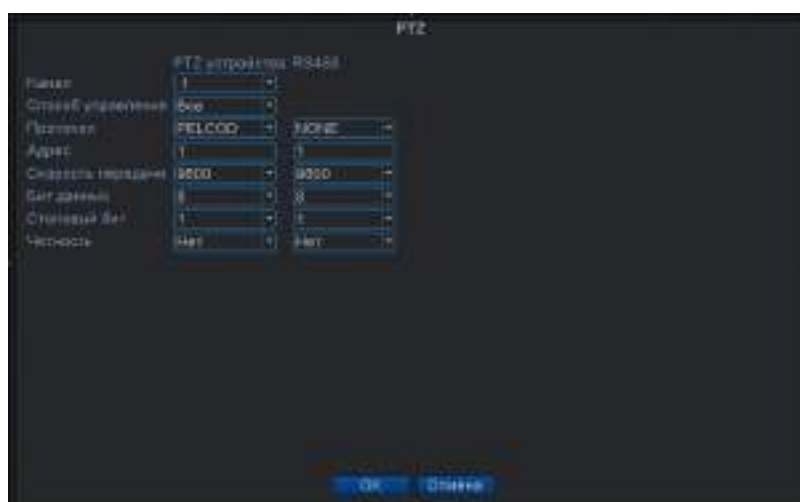 PTZ
PTZ устройства RS485
Канал 1
Способ управления Все
Протокол PELCOD NONE
Адрес 1 1
Скорость передачи 9600 9600
Бит данных 8 8
Стоповый бит 1 1
Четность Нет Нет
OK Отмена